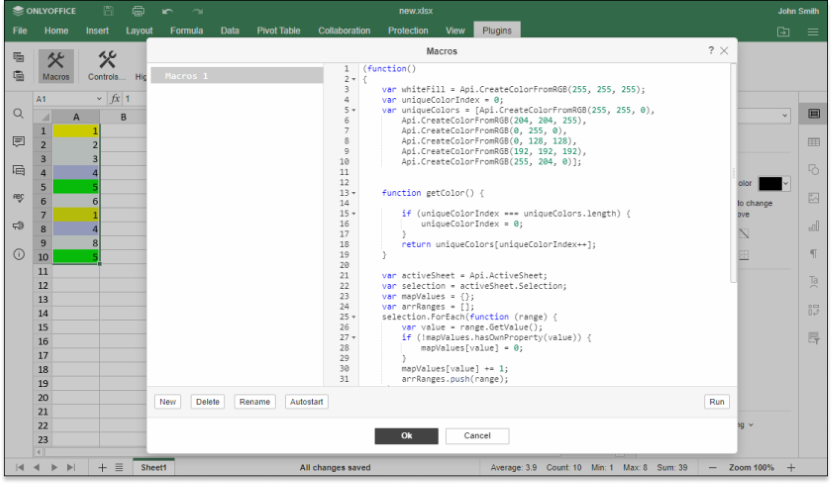 ONLYOFFICE
new.xlsx
John Smith
File Home Insert Layout Formula Data Pivot Table Collaboration Protection View Plugins
Macros
?
Macros
Controls...
Hig
A1
fx 1
A B
1 1
2 2
3 3
4 4
5 5
6 6
7 1
8 4
9 8
10 5
11
12
13
14
15
16
17
18
19
20
21
22
23
Macros 1
1 (function()
2 {
3 var whiteFill = Api.CreateColorFromRGB(255, 255, 255);
4 var uniqueColorIndex = 0;
5 var uniqueColors = [Api.CreateColorFromRGB(255, 255, 0),
6 Api.CreateColorFromRGB(204, 204, 255),
7 Api.CreateColorFromRGB(0, 255, 0),
8 Api.CreateColorFromRGB(0, 128, 128),
9 Api.CreateColorFromRGB(192, 192, 192),
10 Api.CreateColorFromRGB(255, 204, 0)];
11
12
13 function getColor() {
14
15 if (uniqueColorIndex === uniqueColors.length) {
16 uniqueColorIndex = 0;
17 }
18 return uniqueColors[uniqueColorIndex++];
19 }
20
21 var activeSheet = Api.ActiveSheet;
22 var selection = activeSheet.Selection;
23 var mapValues = {};
24 var arrRanges = [];
25 selection.ForEach(function (range) {
26 var value = range.GetValue();
27 if (!mapValues.hasOwnProperty(value)) {
28 mapValues[value] = 0;
29 }
30 mapValues[value] += 1;
31 arrRanges.push(range);
olor
to change
ove
ng
New Delete Rename Autostart Run
Ok Cancel
Sheet1
All changes saved
Average: 3.9 Count: 10 Min: 1 Max: 8 Sum: 39
Zoom 100%